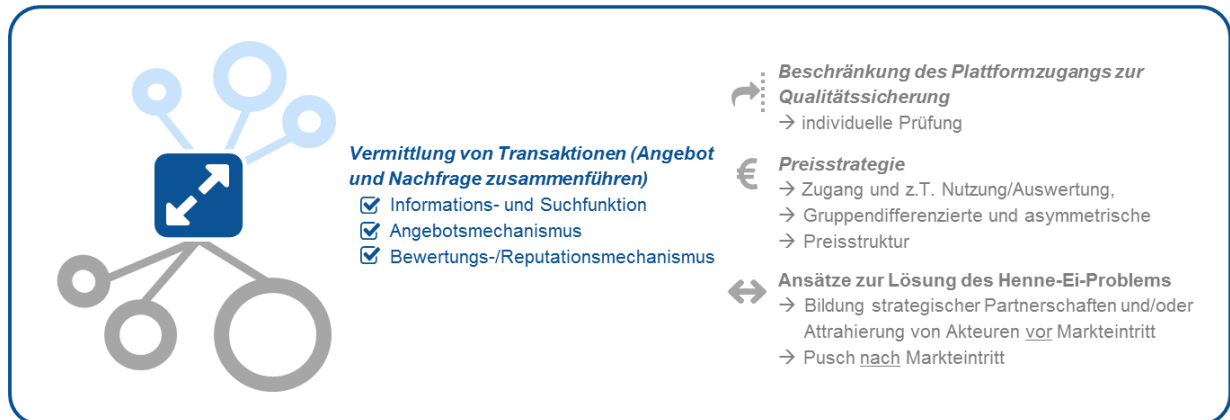 Vermittlung von Transaktionen (Angebot
und Nachfrage zusammenführen)
Informations- und Suchfunktion
Angebotsmechanismus
Bewertungs-/Reputationsmechanismus
Beschränkung des Plattformzugangs zur
Qualitätssicherung
→ individuelle Prüfung
€
Preisstrategie
→ Zugang und z.T. Nutzung/Auswertung,
→ Gruppendifferenzierte und asymmetrische
→ Preisstruktur
Ansätze zur Lösung des Henne-Ei-Problems
→ Bildung strategischer Partnerschaften und/oder
Attrahierung von Akteuren vor Markteintritt
→ Pusch nach Markteintritt